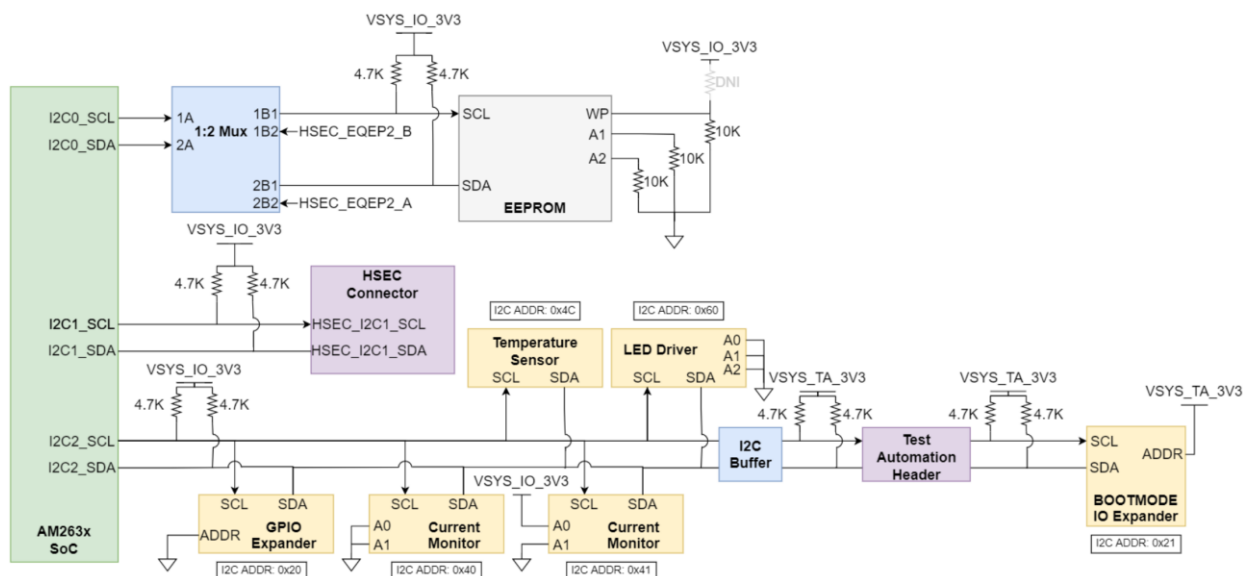 VSYS_IO_3V3
4.7K
4.7K
VSYS_IO_3V3
DNI
I2C0_SCL
I2C0_SDA
1A
2A
1:2 Mux
1B1
1B2
HSEC_EQEP2_B
2B1
2B2
HSEC_EQEP2_A
SCL
SDA
EEPROM
WP
A1
A2
10K
10K
10K
VSYS_IO_3V3
4.7K
4.7K
HSEC
Connector
I2C1_SCL
I2C1_SDA
HSEC_I2C1_SCL
HSEC_I2C1_SDA
I2C ADDR: 0x4C
Temperature
Sensor
SCL
SDA
I2C ADDR: 0x60
LED Driver
A0
A1
A2
SCL
SDA
VSYS_IO_3V3
4.7K
4.7K
I2C2_SCL
I2C2_SDA
VSYS_TA_3V3
4.7K
4.7K
I2C
Buffer
Test
Automation
Header
VSYS_TA_3V3
4.7K
4.7K
VSYS_TA_3V3
SCL
SDA
ADDR
BOOTMODE
IO Expander
I2C ADDR: 0x21
SCL
SDA
ADDR
GPIO
Expander
I2C ADDR: 0x20
SCL
SDA
A0
A1
Current
Monitor
I2C ADDR: 0x40
VSYS_IO_3V3
SCL
SDA
A0
A1
Current
Monitor
I2C ADDR: 0x41
AM263x
SoC